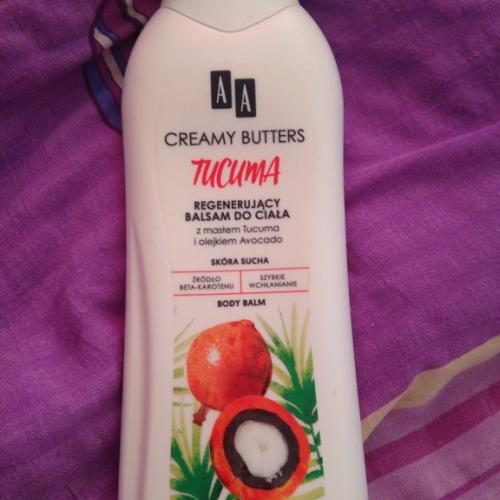 A A
CREAMY BUTTERS
TUCUMA
REGENERUJĄCY
BALSAM DO CIAŁA
z masłem Tucuma
i olejkiem Avocado
SKÓRA SUCHA
ŹRÓDŁO BETA-KAROTENU
SZYBKIE WCHŁANIANIE
BODY BALM